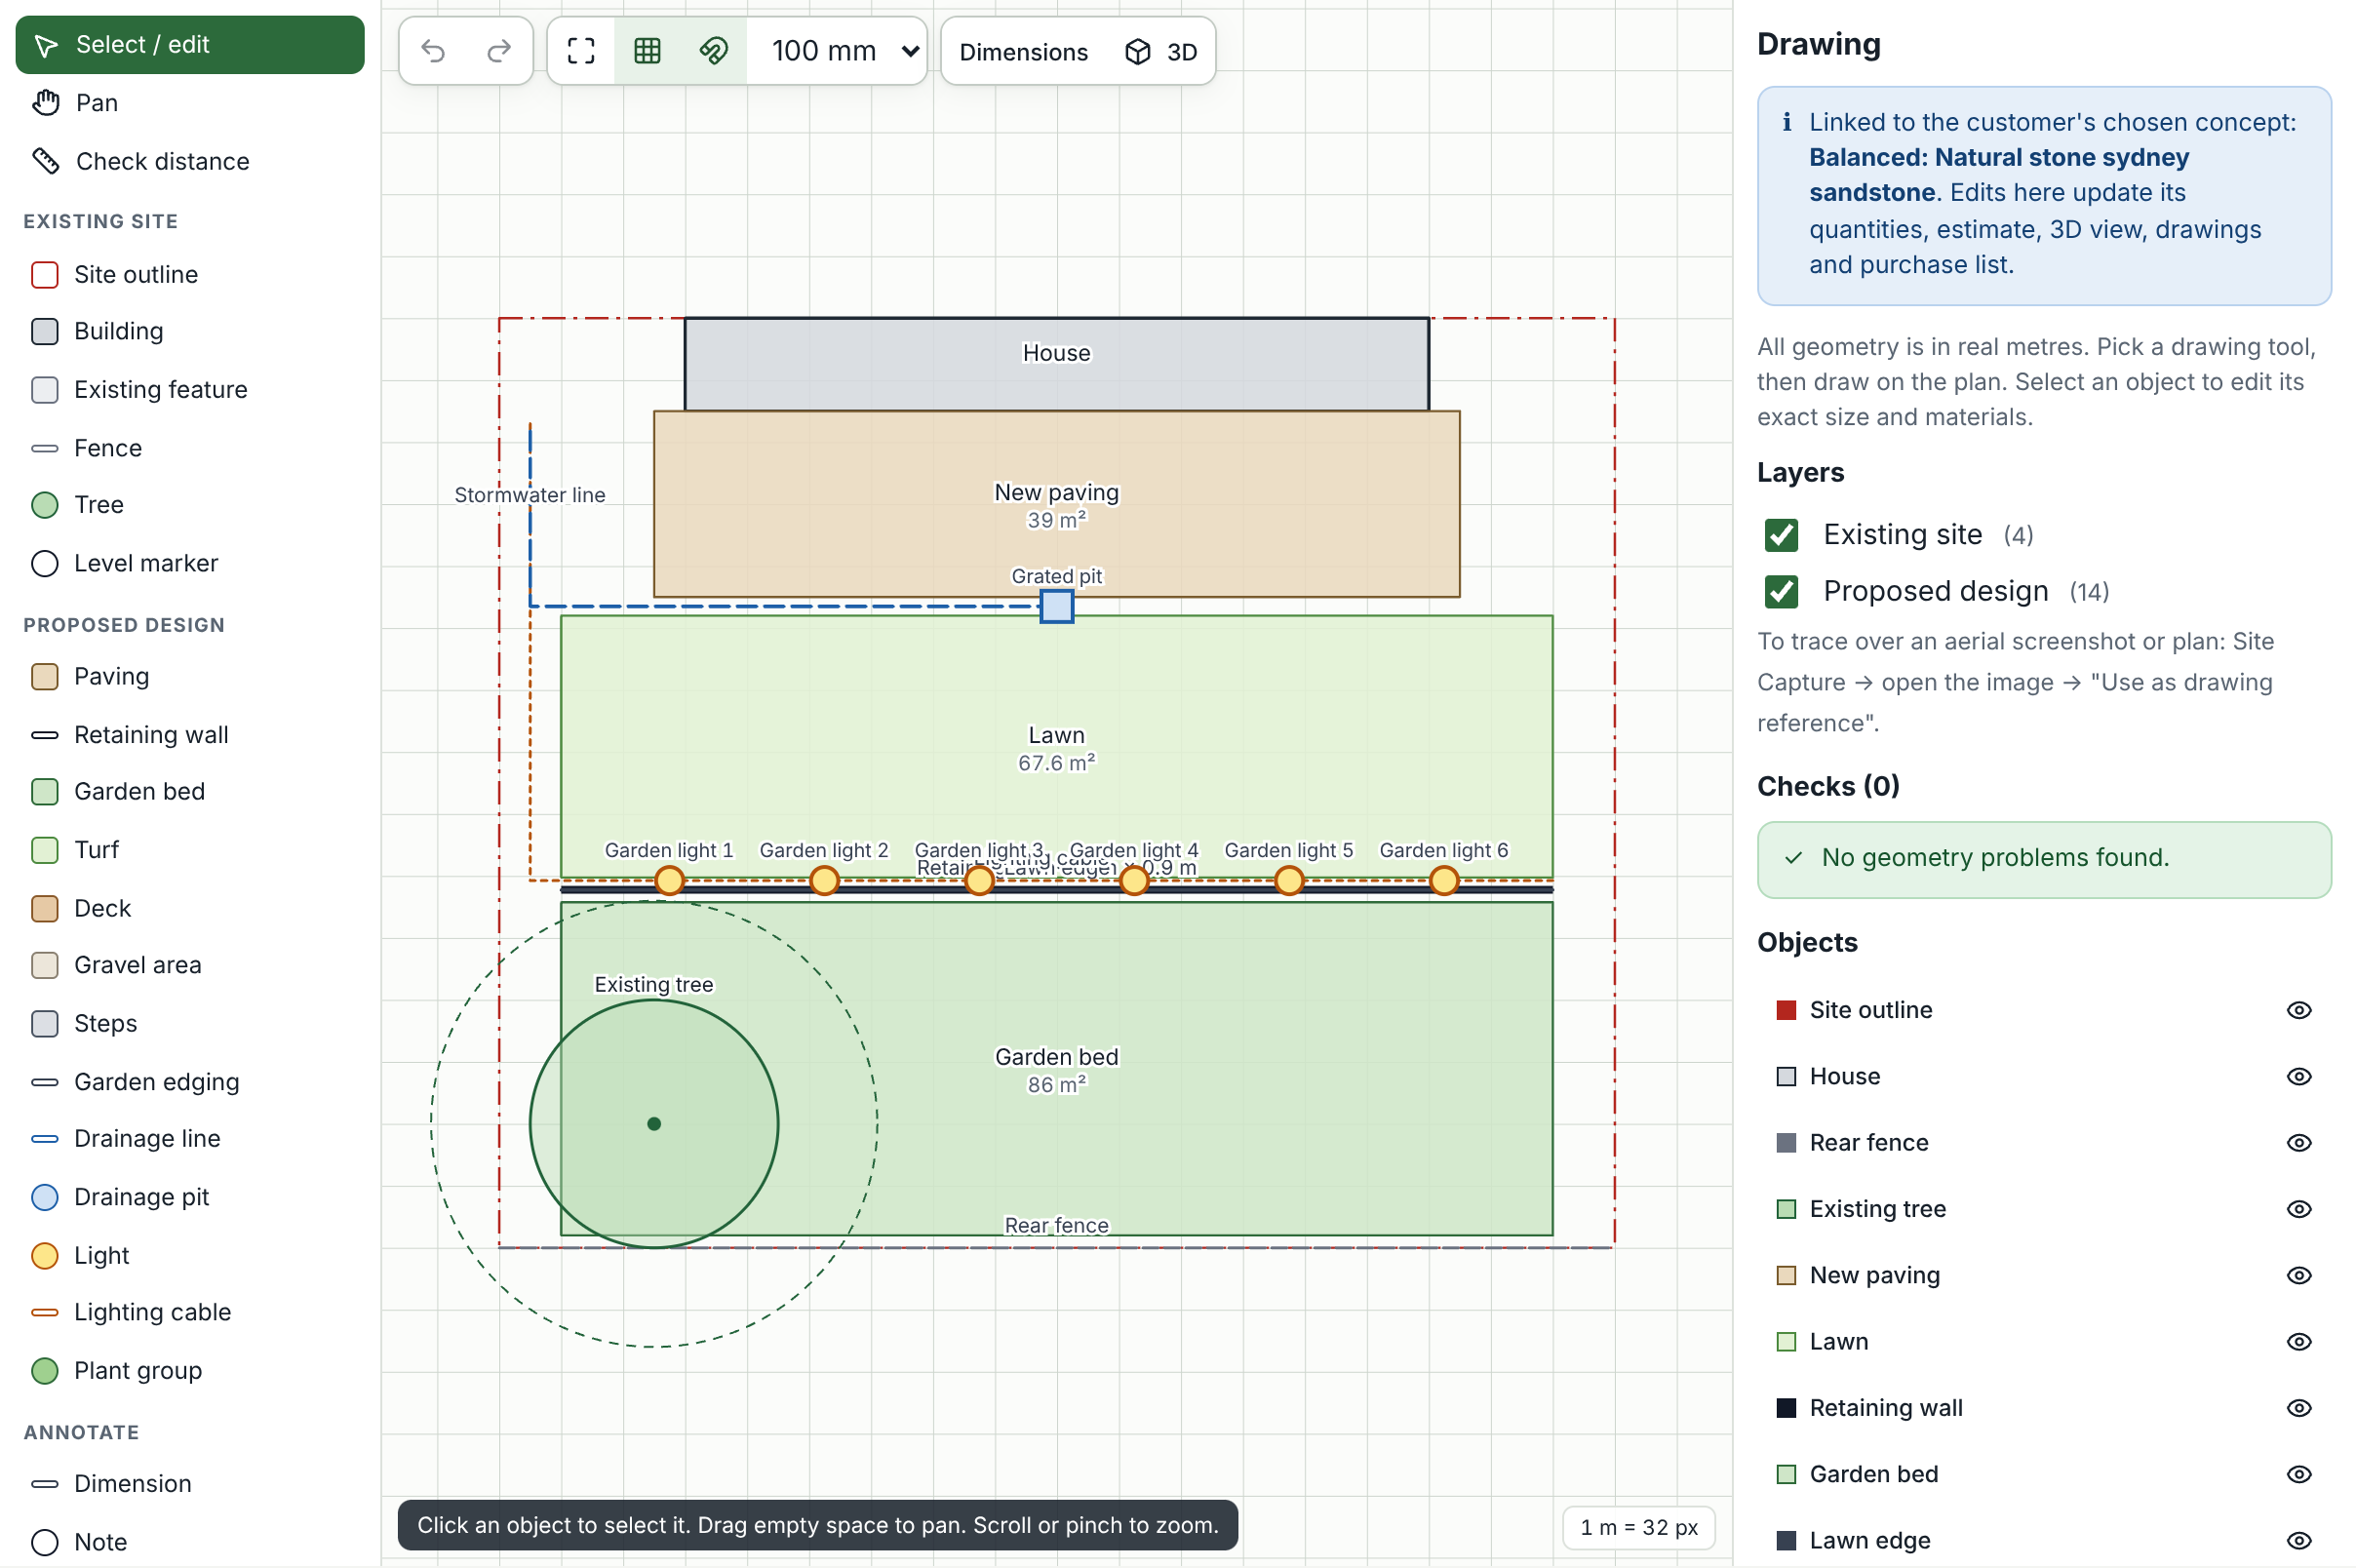 Select / edit
Pan
Check distance
EXISTING SITE
Site outline
Building
Existing feature
Fence
Tree
Level marker
PROPOSED DESIGN
Paving
Retaining wall
Garden bed
Turf
Deck
Gravel area
Steps
Garden edging
Drainage line
Drainage pit
Light
Lighting cable
Plant group
ANNOTATE
Dimension
Note
100 mm
Dimensions
3D
House
Stormwater line
New paving
39 m²
Grated pit
Lawn
67.6 m²
Garden light 1
Garden light 2
Garden light 3
Garden light 4
Garden light 5
Garden light 6
Lighting cable
Lawn edge
0.9 m
Existing tree
Garden bed
86 m²
Rear fence
Click an object to select it. Drag empty space to pan. Scroll or pinch to zoom.
1 m = 32 px
Drawing
Linked to the customer's chosen concept:
Balanced: Natural stone sydney
sandstone. Edits here update its
quantities, estimate, 3D view, drawings
and purchase list.
All geometry is in real metres. Pick a drawing tool,
then draw on the plan. Select an object to edit its
exact size and materials.
Layers
Existing site (4)
Proposed design (14)
To trace over an aerial screenshot or plan: Site
Capture → open the image → "Use as drawing
reference".
Checks (0)
No geometry problems found.
Objects
Site outline
House
Rear fence
Existing tree
New paving
Lawn
Retaining wall
Garden bed
Lawn edge